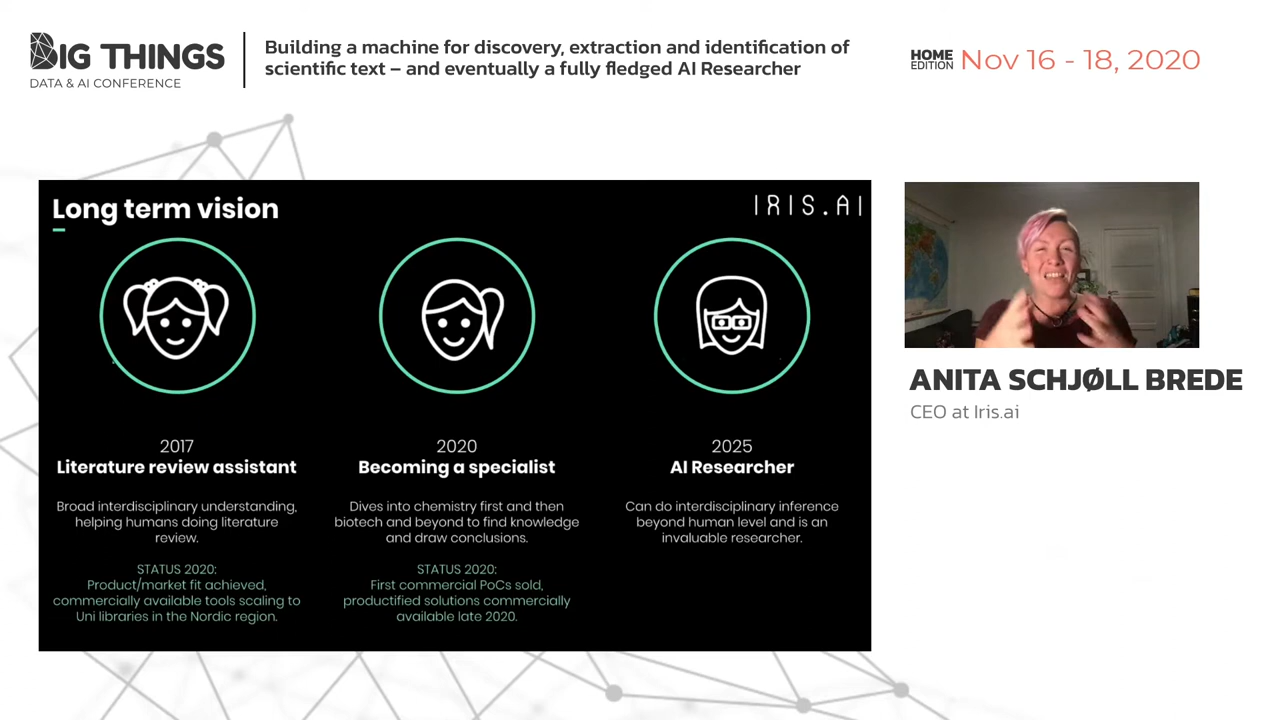 BIG THINGS
DATA & AI CONFERENCE
Building a machine for discovery, extraction and identification of
scientific text – and eventually a fully fledged AI Researcher
HOME
EDITION
Nov 16 - 18, 2020
Long term vision
IRIS.AI
2017
Literature review assistant
Broad interdisciplinary understanding,
helping humans doing literature
review.
STATUS 2020:
Product/market fit achieved,
commercially available tools scaling to
Uni libraries in the Nordic region.
2020
Becoming a specialist
Dives into chemistry first and then
biotech and beyond to find knowledge
and draw conclusions.
STATUS 2020:
First commercial PoCs sold,
productified solutions commercially
available late 2020.
2025
AI Researcher
Can do interdisciplinary inference
beyond human level and is an
invaluable researcher.
ANITA SCHJØLL BREDE
CEO at Iris.ai